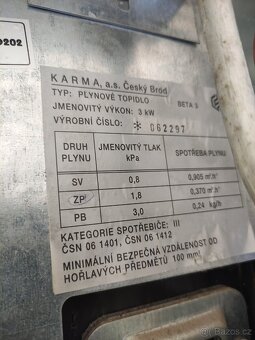 0202
KARMA, a.s. Český Brod
TYP: PLYNOVÉ TOPIDLO BETA 3
JMENOVITÝ VÝKON: 3 kW
VÝROBNÍ ČÍSLO: * 062297
DRUH PLYNU JMENOVITÝ TLAK kPa SPOTŘEBA PLYNU
SV 0,8 0,905 m³/h
ZP 1,8 0,370 m³/h
PB 3,0 0,24 kg/h
KATEGORIE SPOTŘEBIČE: III
ČSN 06 1401, ČSN 06 1412
MINIMÁLNÍ BEZPEČNÁ VZDÁLENOST OD
HOŘLAVÝCH PŘEDMĚTŮ 100 mm
Sbazar.cz